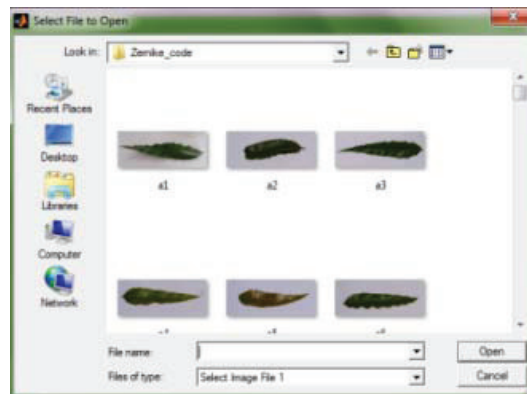 Select File to Open
Look in: Zernike_code
Recent Places
Desktop
Libraries
Computer
Network
a1 a2 a3
File name:
Open
Files of type: Select Image File 1
Cancel